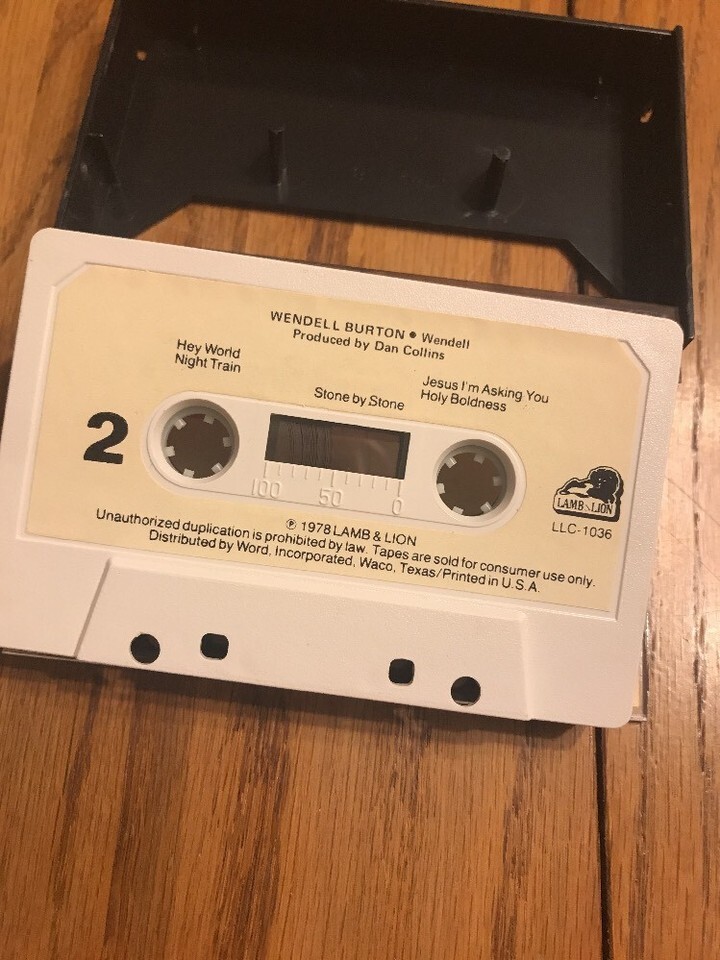 WENDELL BURTON • Wendell
Produced by Dan Collins
Hey World
Night Train
Stone by Stone
Jesus I'm Asking You
Holy Boldness
2
100 50 0
LAMB & LION
LLC-1036
℗ 1978 LAMB & LION
Unauthorized duplication is prohibited by law. Tapes are sold for consumer use only.
Distributed by Word, Incorporated, Waco, Texas/Printed in U.S.A.